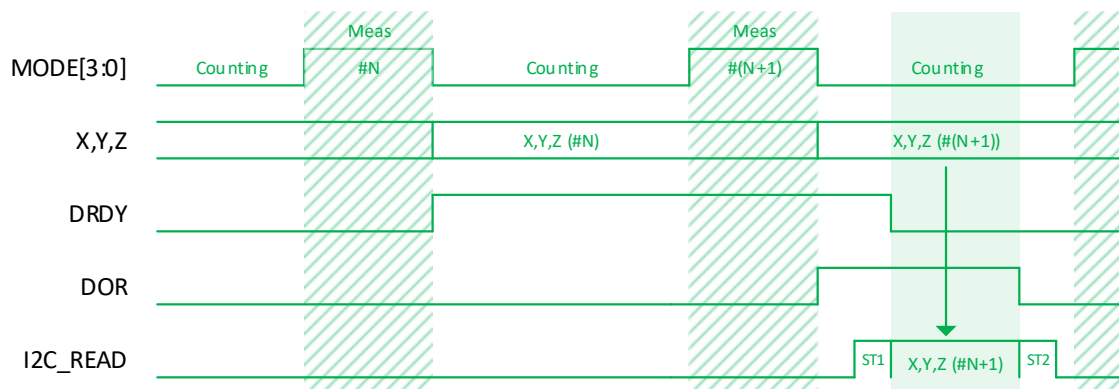 Meas Meas
MODE[3:0] Counting #N Counting #(N+1) Counting
X,Y,Z X,Y,Z (#N) X,Y,Z (#(N+1))
DRDY
DOR
I2C_READ ST1 X,Y,Z (#N+1) ST2